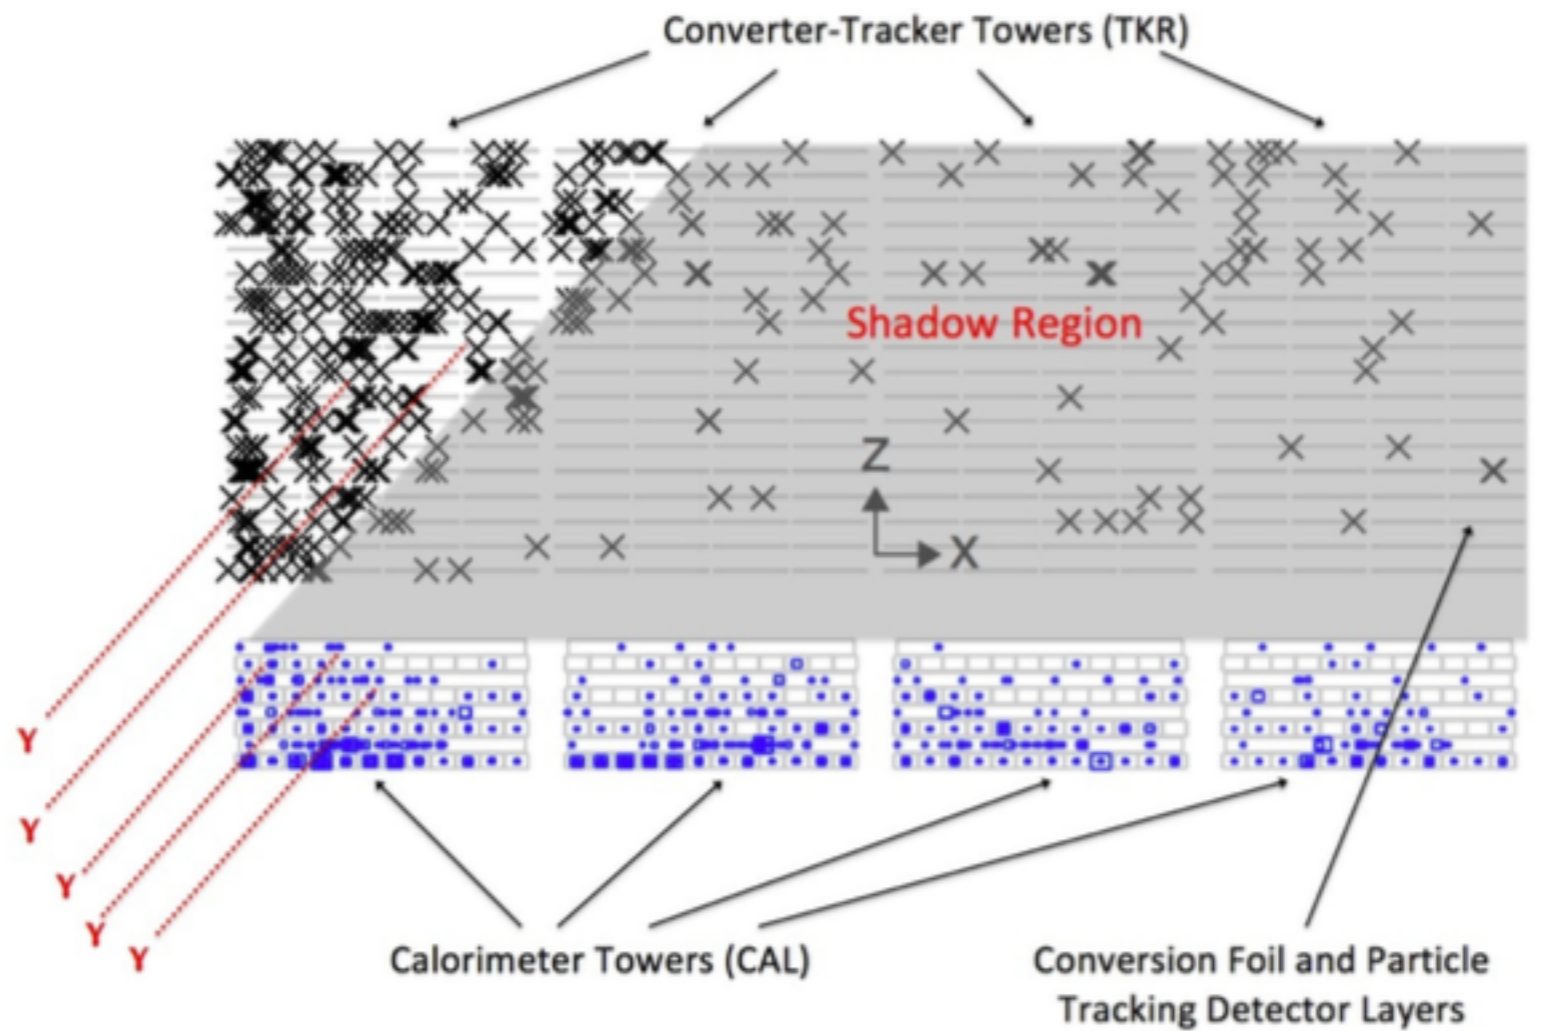 Converter-Tracker Towers (TKR)
Shadow Region
Z
X
Y
Y
Y
Y
Y
Calorimeter Towers (CAL)
Conversion Foil and Particle
Tracking Detector Layers